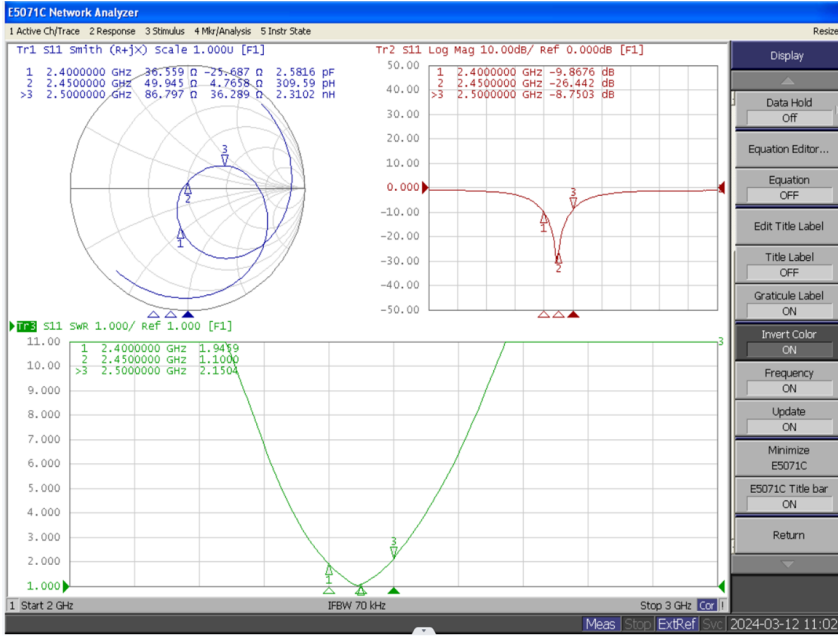 E5071C Network Analyzer
1 Active Ch/Trace 2 Response 3 Stimulus 4 Mkr/Analysis 5 Instr State
Resize
Tr1 S11 Smith (R+jX) Scale 1.000U [F1]
1 2.4000000 GHz 36.559 Ω -25.687 Ω 2.5816 pF
2 2.4500000 GHz 49.945 Ω 4.7658 Ω 309.59 pH
>3 2.5000000 GHz 86.797 Ω 36.289 Ω 2.3102 nH
3
2
1
Tr2 S11 Log Mag 10.00dB/ Ref 0.000dB [F1]
50.00
1 2.4000000 GHz -9.8676 dB
2 2.4500000 GHz -26.442 dB
>3 2.5000000 GHz -8.7503 dB
40.00
30.00
20.00
10.00
0.000
-10.00
-20.00
-30.00
-40.00
-50.00
3
1
2
Tr3 S11 SWR 1.000/ Ref 1.000 [F1]
11.00
1 2.4000000 GHz 1.9459
2 2.4500000 GHz 1.1000
>3 2.5000000 GHz 2.1504
10.00
9.000
8.000
7.000
6.000
5.000
4.000
3.000
2.000
1.000
3
1
3
Display
Data Hold
Off
Equation Editor...
Equation
OFF
Edit Title Label
Title Label
OFF
Graticule Label
ON
Invert Color
ON
Frequency
ON
Update
ON
Minimize
E5071C
E5071C Title bar
ON
Return
1 Start 2 GHz
IFBW 70 kHz
Stop 3 GHz Cor !
Meas Stop ExtRef Svc 2024-03-12 11:02